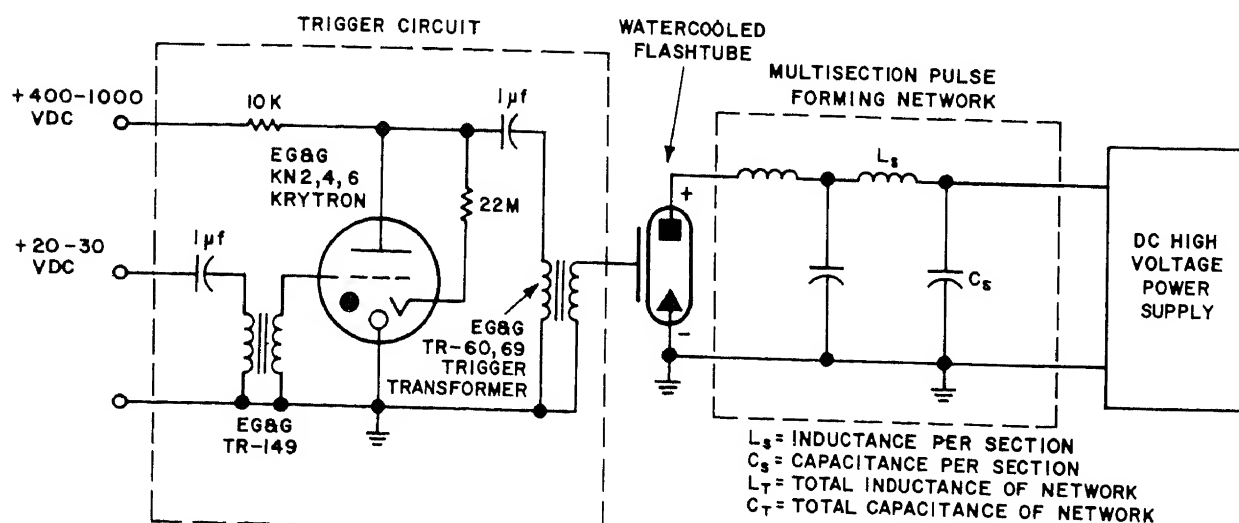 TRIGGER CIRCUIT
WATERCOOLED
FLASHTUBE
MULTISECTION PULSE
FORMING NETWORK
+400-1000
VDC
10K
1μf
EG&G
KN2,4,6
KRYTRON
22M
Ls
+
+20-30
VDC
1μf
DC HIGH
VOLTAGE
POWER
SUPPLY
Cs
EG&G
TR-60,69
TRIGGER
TRANSFORMER
-
EG&G
TR-149
Ls = INDUCTANCE PER SECTION
Cs = CAPACITANCE PER SECTION
LT = TOTAL INDUCTANCE OF NETWORK
CT = TOTAL CAPACITANCE OF NETWORK